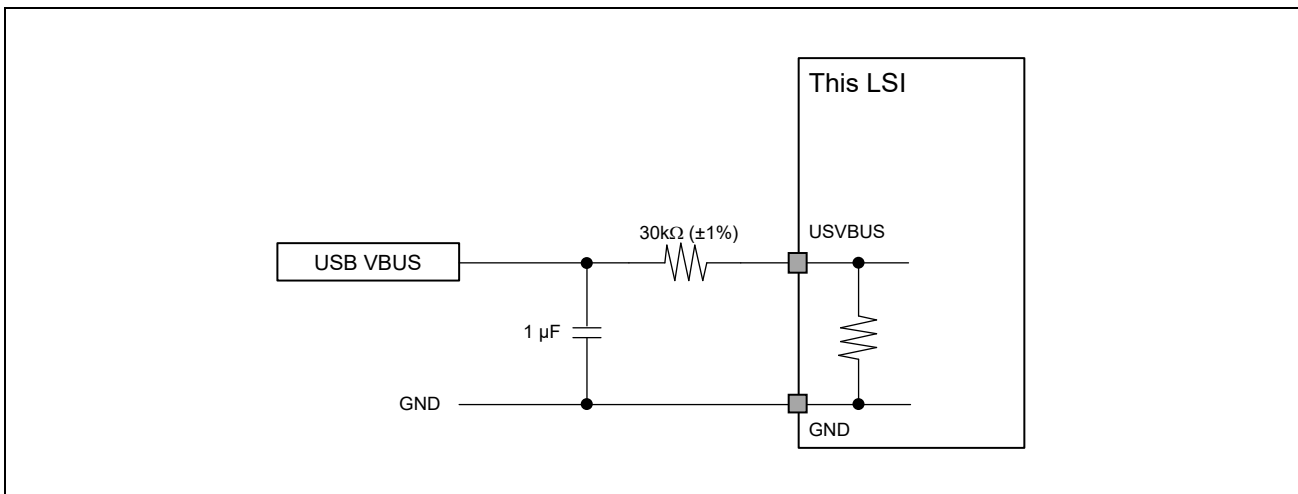 This LSI
30kΩ (±1%)
USVBUS
USB VBUS
1 µF
GND
GND